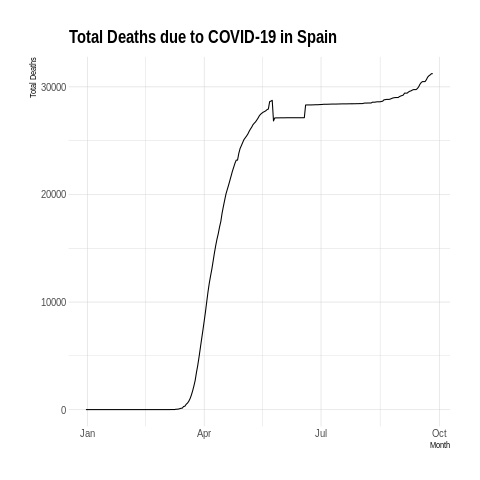 Total Deaths due to COVID-19 in Spain
Total Deaths
30000
20000
10000
0
Jan Apr Jul Oct
Month